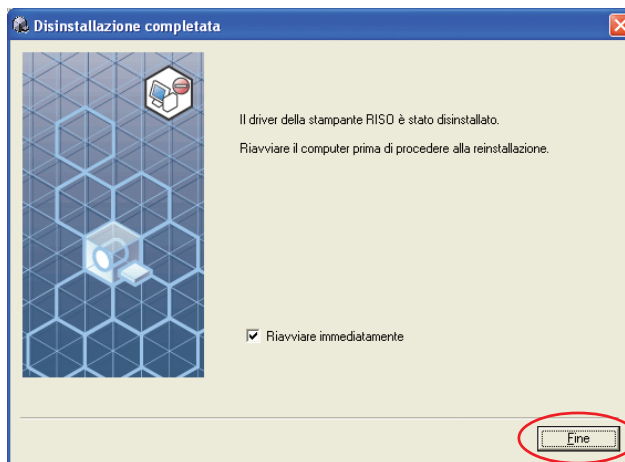 Disinstallazione completata
Il driver della stampante RISO è stato disinstallato.
Riavviare il computer prima di procedere alla reinstallazione.
Riavviare immediatamente
Fine